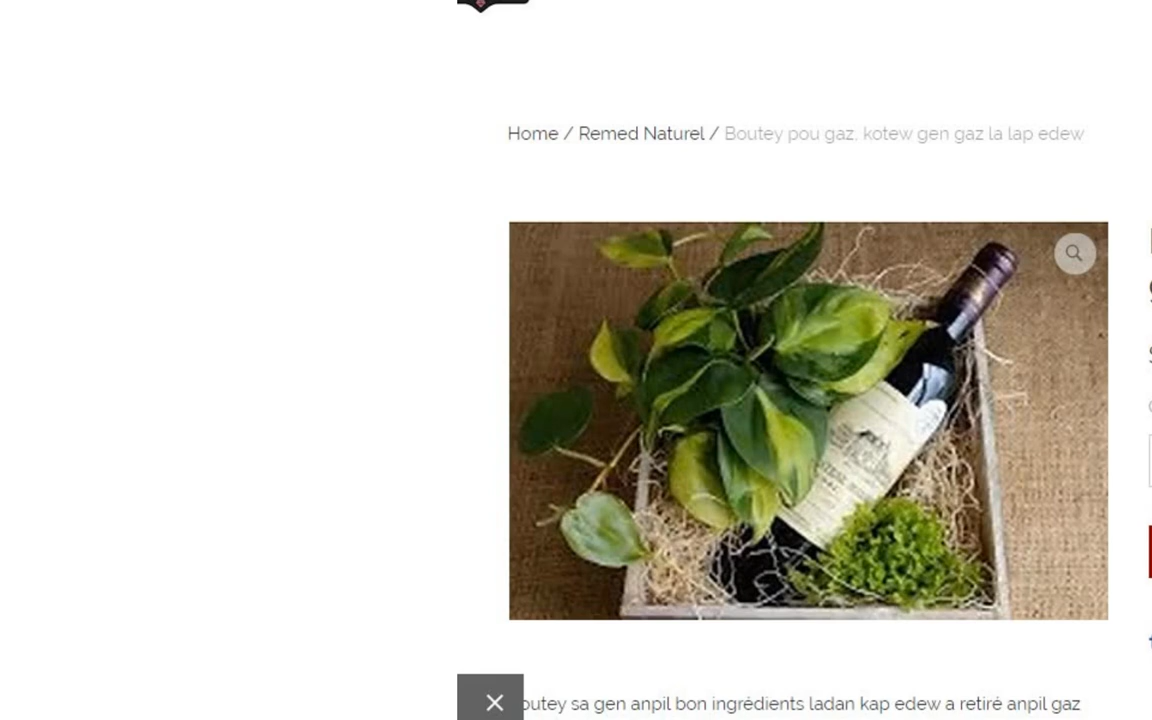 Home / Remed Naturel / Boutey pou gaz, kotew gen gaz la lap edew
outey sa gen anpil bon ingrédients ladan kap edew a retiré anpil gaz